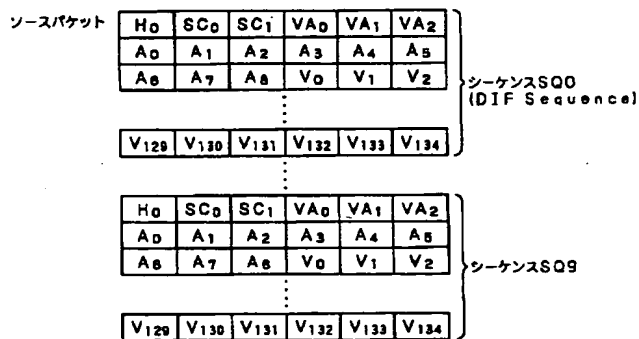 ソースパケット H0 SC0 SC1 VA0 VA1 VA2
A0 A1 A2 A3 A4 A5
A6 A7 A8 V0 V1 V2
シーケンスSQ0
(DIF Sequence)
V129 V130 V131 V132 V133 V134
H0 SC0 SC1 VA0 VA1 VA2
A0 A1 A2 A3 A4 A5
A6 A7 A8 V0 V1 V2
シーケンスSQ9
V129 V130 V131 V132 V133 V134